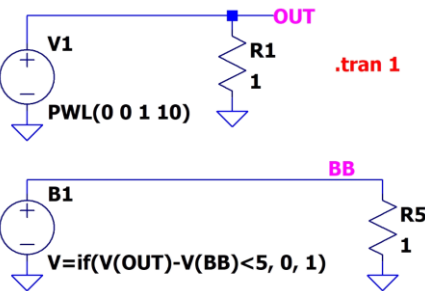 OUT
V1
R1
.tran 1
1
PWL(0 0 1 10)
BB
B1
R5
1
V=if(V(OUT)-V(BB)<5, 0, 1)